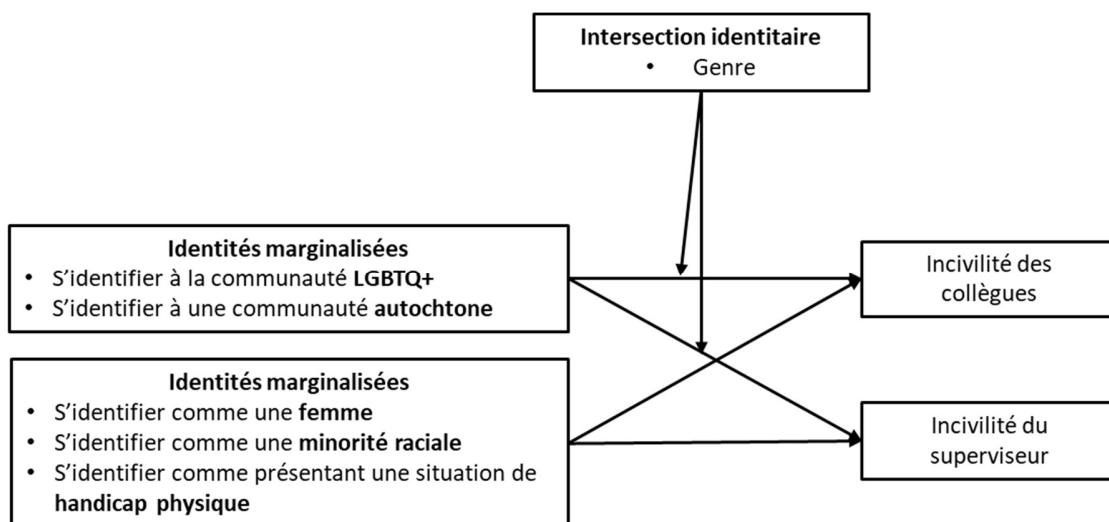 Intersection identitaire
• Genre
Identités marginalisées
• S’identifier à la communauté LGBTQ+
• S’identifier à une communauté autochtone
Identités marginalisées
• S’identifier comme une femme
• S’identifier comme une minorité raciale
• S’identifier comme présentant une situation de
handicap physique
Incivilité des
collègues
Incivilité du
superviseur